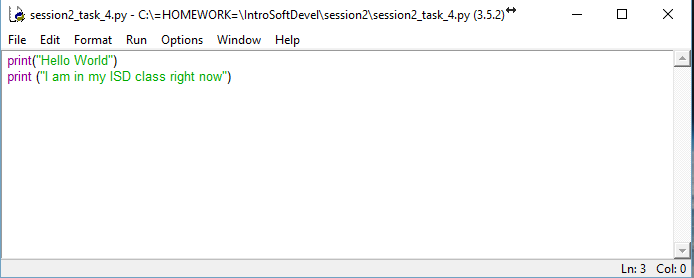 session2_task_4.py - C:\=HOMEWORK=\IntroSoftDevel\session2\session2_task_4.py (3.5.2)
File Edit Format Run Options Window Help
print("Hello World")
print ("I am in my ISD class right now")
Ln: 3 Col: 0